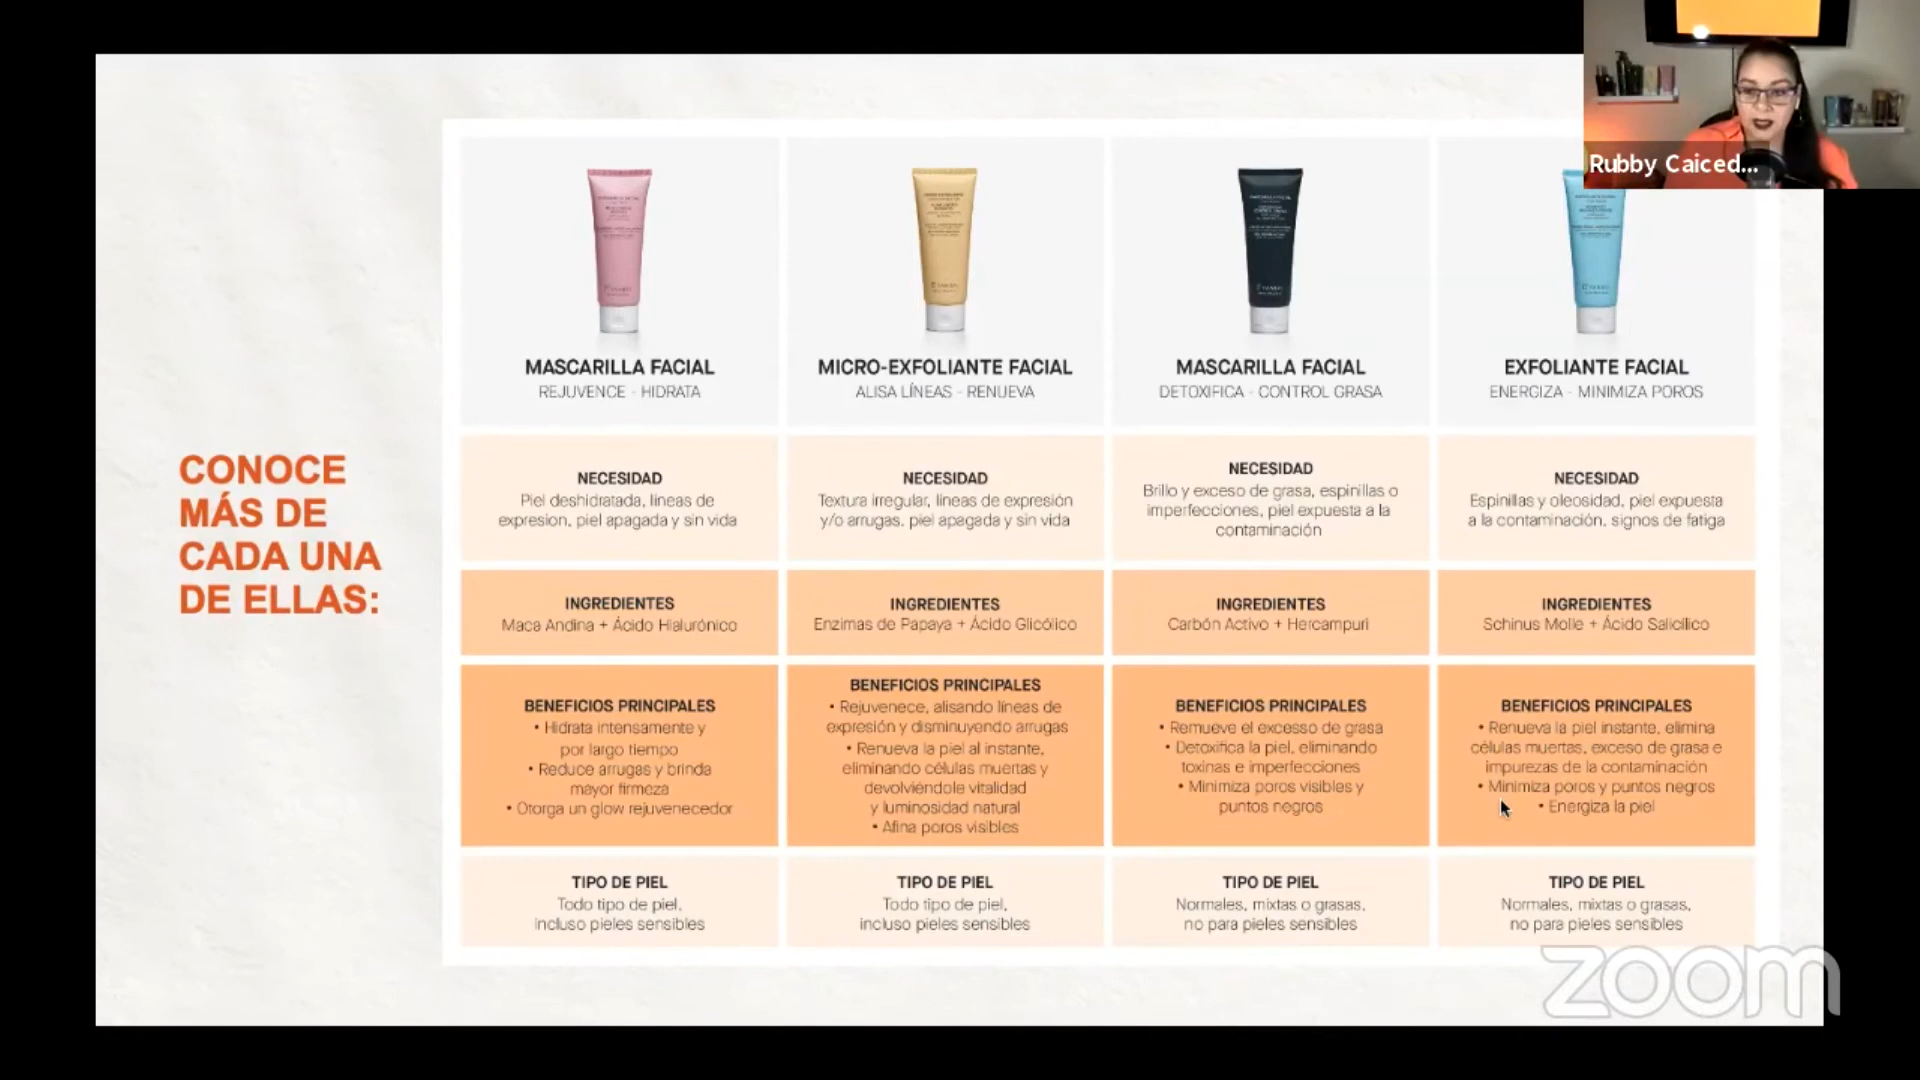 Rubby Caiced...
CONOCE
MÁS DE
CADA UNA
DE ELLAS:
MASCARILLA FACIAL
REJUVENCE - HIDRATA
NECESIDAD
Piel deshidratada, líneas de
expresion, piel apagada y sin vida
INGREDIENTES
Maca Andina + Ácido Hialurónico
BENEFICIOS PRINCIPALES
• Hidrata intensamente y
por largo tiempo
• Reduce arrugas y brinda
mayor firmeza
• Otorga un glow rejuvenecedor
TIPO DE PIEL
Todo tipo de piel,
incluso pieles sensibles
MICRO-EXFOLIANTE FACIAL
ALISA LÍNEAS - RENUEVA
NECESIDAD
Textura irregular, líneas de expresión
y/o arrugas, piel apagada y sin vida
INGREDIENTES
Enzimas de Papaya + Ácido Glicólico
BENEFICIOS PRINCIPALES
• Rejuvenece, alisando líneas de
expresión y disminuyendo arrugas
• Renueva la piel al instante,
eliminando células muertas y
devolviéndole vitalidad
y luminosidad natural
• Afina poros visibles
TIPO DE PIEL
Todo tipo de piel,
incluso pieles sensibles
MASCARILLA FACIAL
DETOXIFICA - CONTROL GRASA
NECESIDAD
Brillo y exceso de grasa, espinillas o
imperfecciones, piel expuesta a la
contaminación
INGREDIENTES
Carbón Activo + Hercampuri
BENEFICIOS PRINCIPALES
• Remueve el excesso de grasa
• Detoxifica la piel, eliminando
toxinas e imperfecciones
• Minimiza poros visibles y
puntos negros
TIPO DE PIEL
Normales, mixtas o grasas,
no para pieles sensibles
EXFOLIANTE FACIAL
ENERGIZA - MINIMIZA POROS
NECESIDAD
Espinillas y oleosidad, piel expuesta
a la contaminación, signos de fatiga
INGREDIENTES
Schinus Molle + Ácido Salicílico
BENEFICIOS PRINCIPALES
• Renueva la piel instante, elimina
células muertas, exceso de grasa e
impurezas de la contaminación
• Minimiza poros y puntos negros
• Energiza la piel
TIPO DE PIEL
Normales, mixtas o grasas,
no para pieles sensibles
zoom